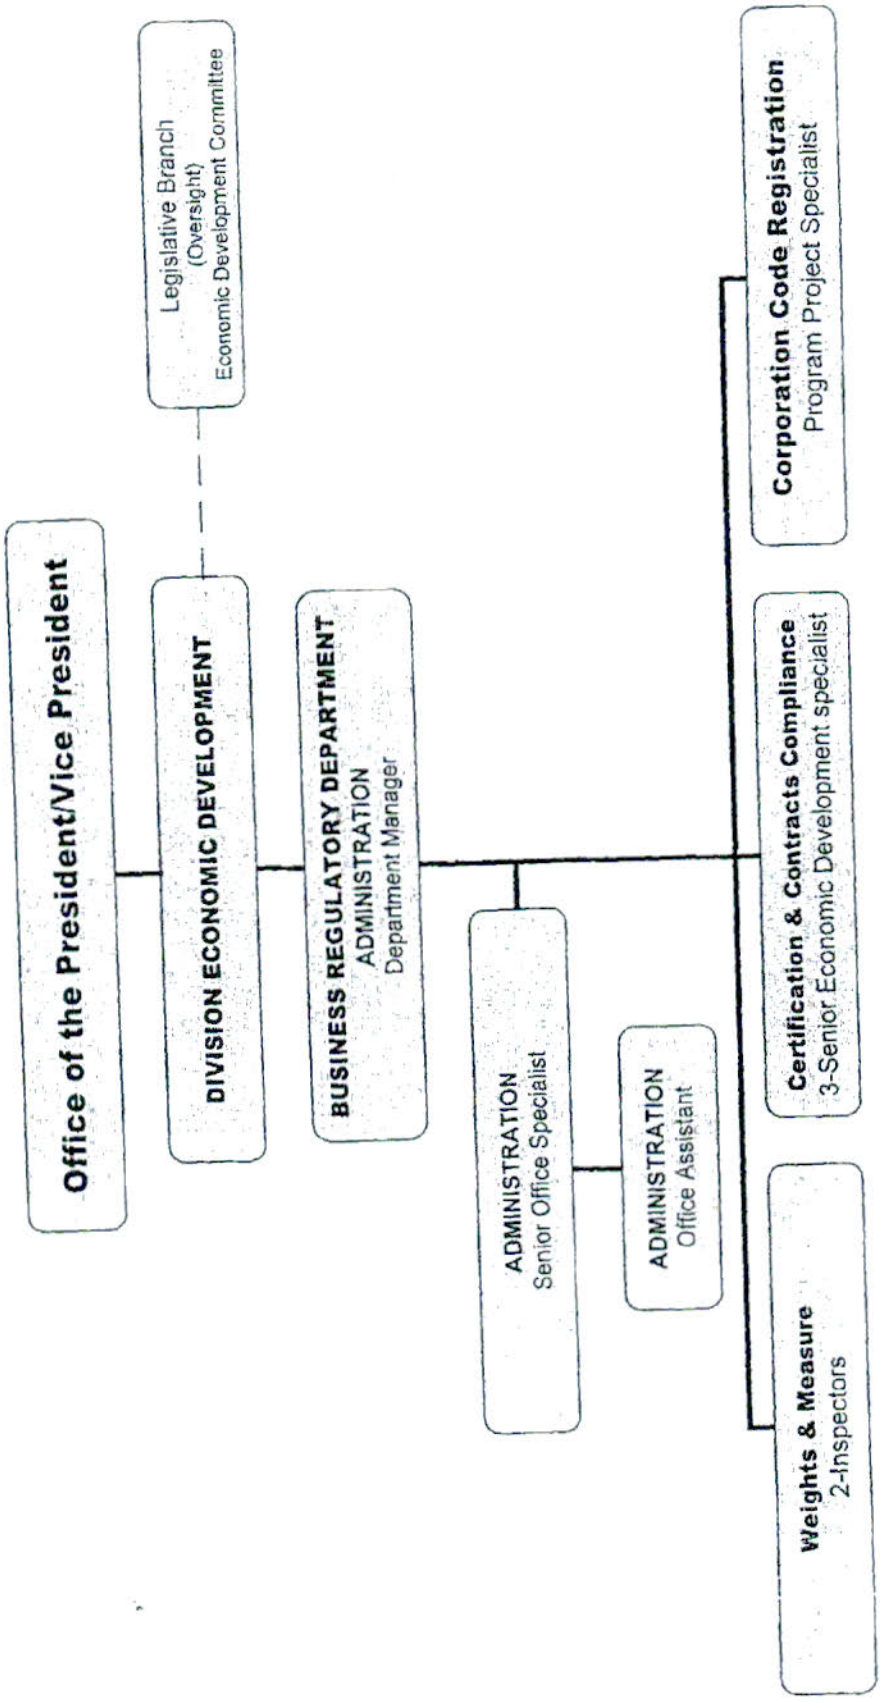 Office of the President/Vice President
Legislative Branch
(Oversight)
Economic Development Committee
DIVISION ECONOMIC DEVELOPMENT
BUSINESS REGULATORY DEPARTMENT
ADMINISTRATION
Department Manager
ADMINISTRATION
Senior Office Specialist
ADMINISTRATION
Office Assistant
Weights & Measure
2-Inspectors
Certification & Contracts Compliance
3-Senior Economic Development specialist
Corporation Code Registration
Program Project Specialist